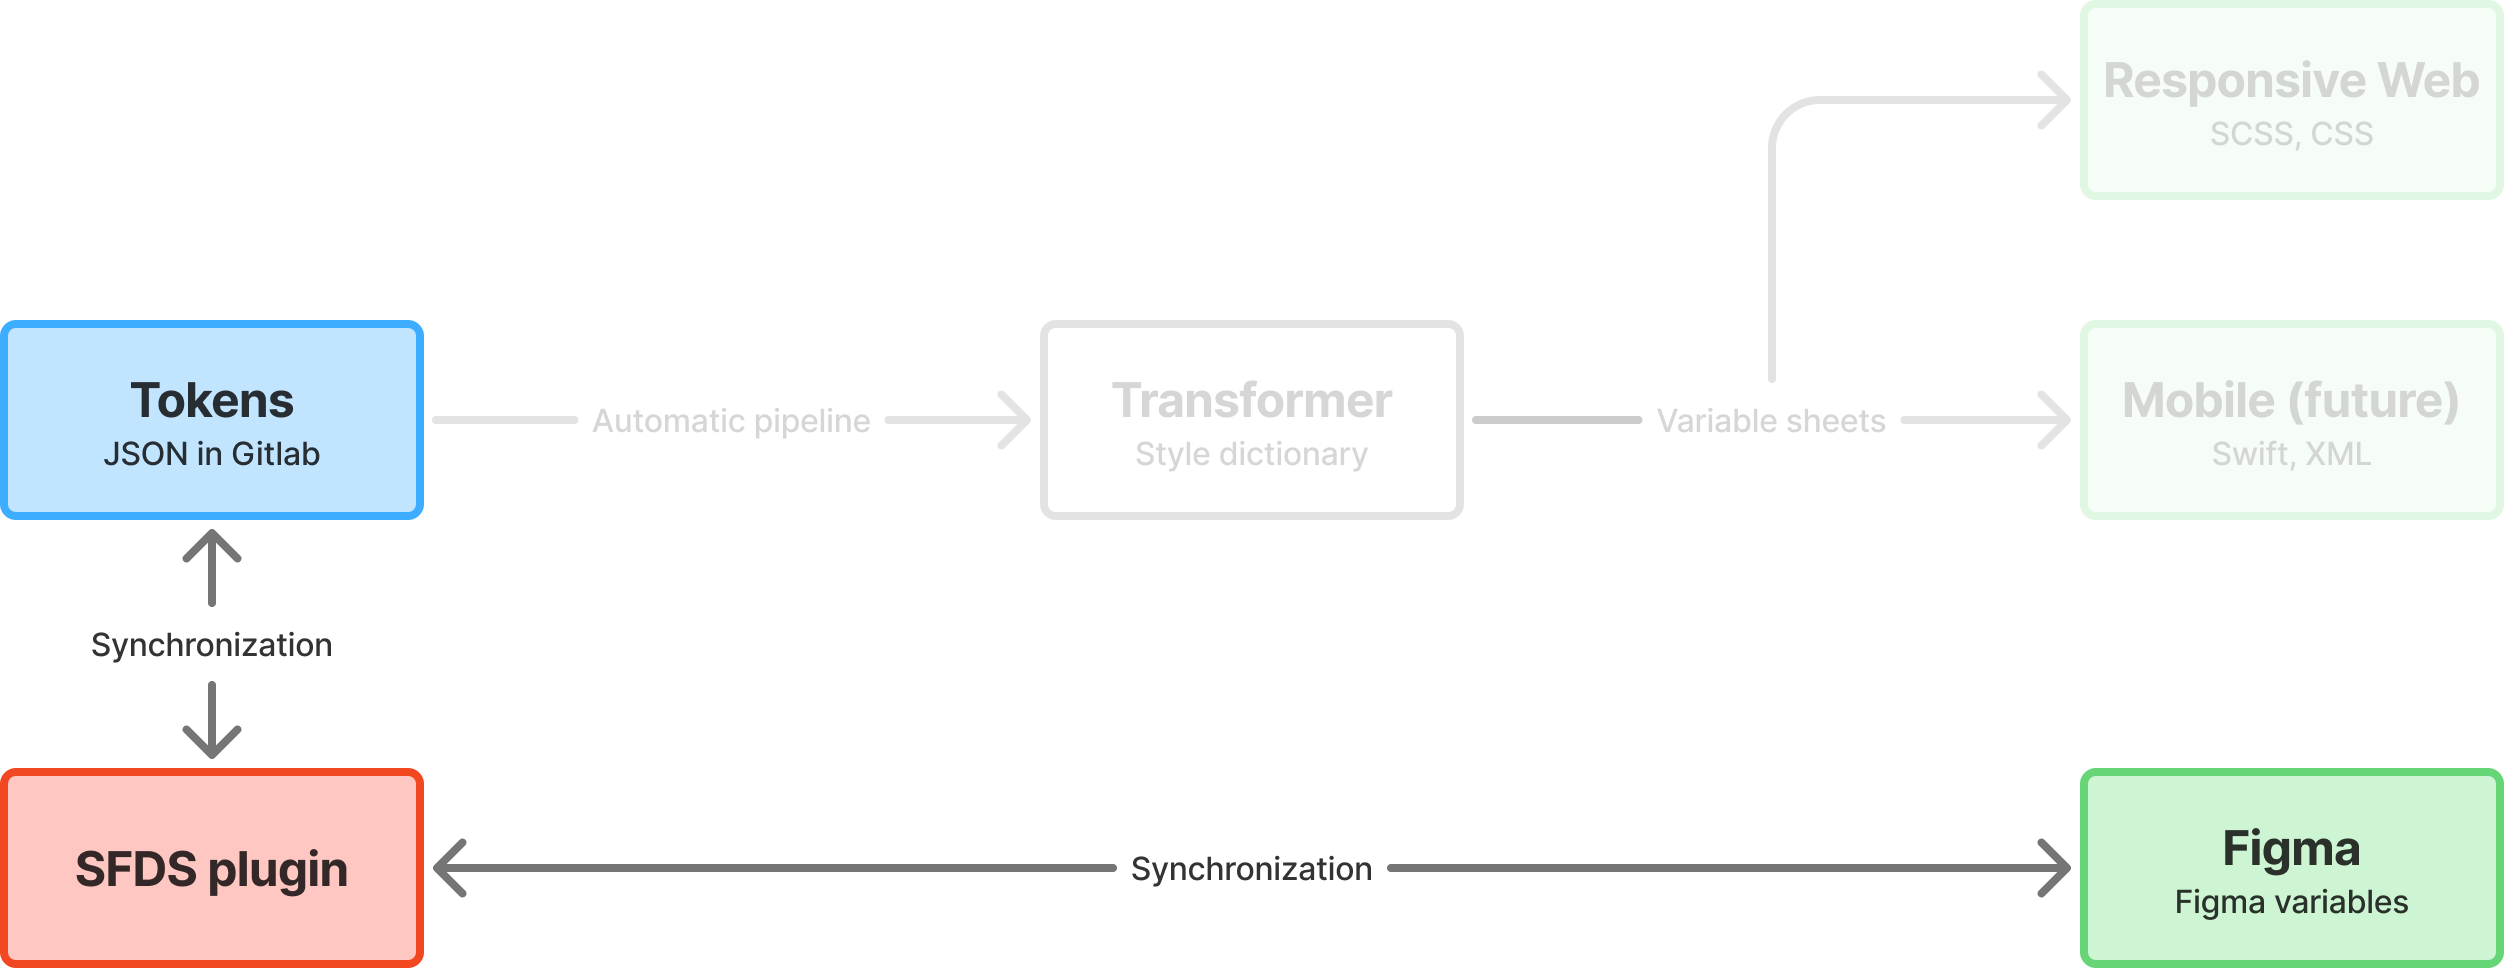 Responsive Web
SCSS, CSS
Tokens
JSON in Gitlab
Automatic pipeline
Transformer
Style dictionary
Variable sheets
Mobile (future)
Swift, XML
Synchronization
SFDS plugin
Synchronization
Figma
Figma variables